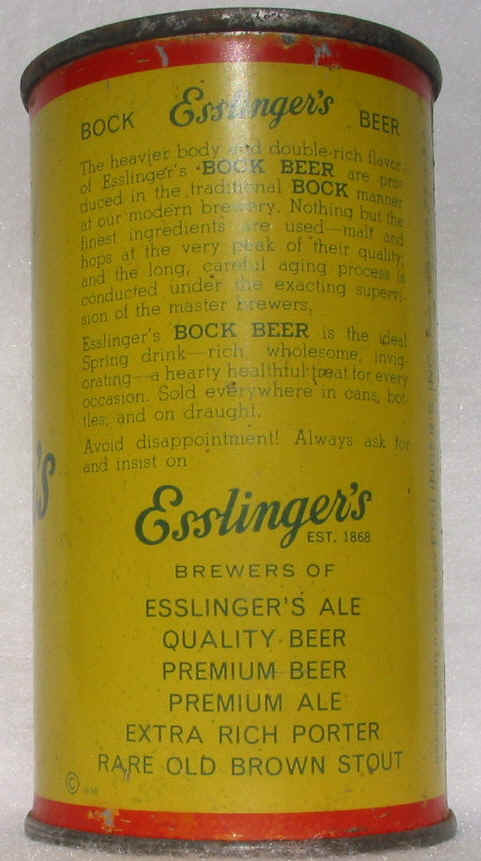 BOCK Esslinger's BEER
The heavier body and double-rich flavor
of Esslinger's BOCK BEER are pro-
duced in the traditional BOCK manner
at our modern brewery. Nothing but the
finest ingredients are used—malt and
hops at the very peak of their quality,
and the long, careful aging process is
conducted under the exacting supervi-
sion of the master brewers.
Esslinger's BOCK BEER is the ideal
Spring drink—rich, wholesome, invig-
orating—a hearty healthful treat for every
occasion. Sold everywhere in cans, bot-
tles, and on draught.
Avoid disappointment! Always ask for
and insist on
Esslinger's
EST. 1868
BREWERS OF
ESSLINGER'S ALE
QUALITY BEER
PREMIUM BEER
PREMIUM ALE
EXTRA RICH PORTER
RARE OLD BROWN STOUT
©
's